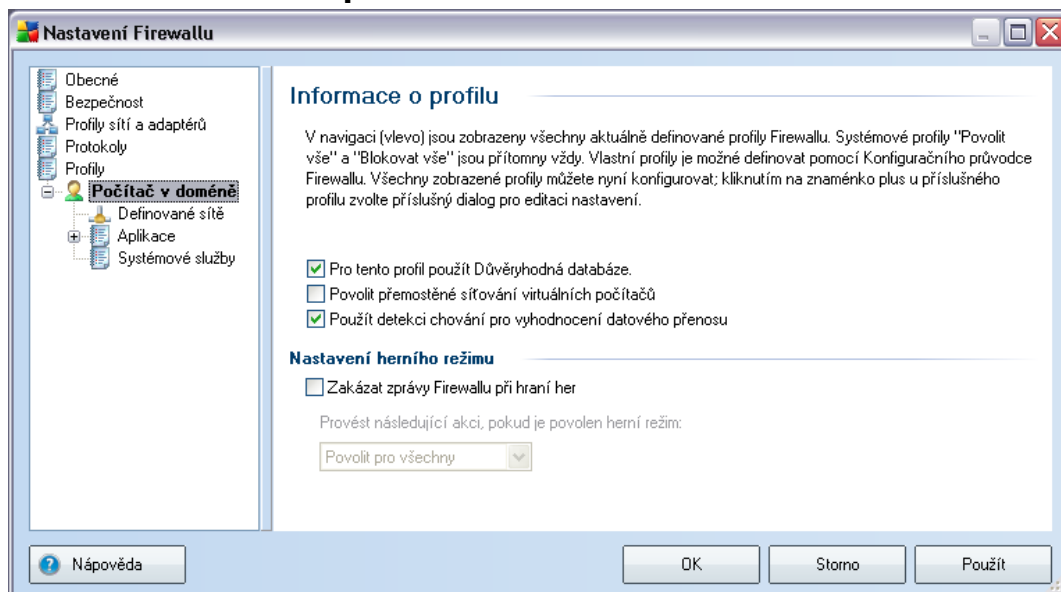 Nastavení Firewallu
Obecné
Bezpečnost
Profily sítí a adaptérů
Protokoly
Profily
Počítač v doméně
Definované sítě
Aplikace
Systémové služby
Informace o profilu
V navigaci (vlevo) jsou zobrazeny všechny aktuálně definované profily Firewallu. Systémové profily "Povolit
vše" a "Blokovat vše" jsou přítomny vždy. Vlastní profily je možné definovat pomocí Konfiguračního průvodce
Firewallu. Všechny zobrazené profily můžete nyní konfigurovat; kliknutím na znaménko plus u příslušného
profilu zvolte příslušný dialog pro editaci nastavení.
Pro tento profil použít Důvěryhodná databáze.
Povolit přemostěné síťování virtuálních počítačů
Použít detekci chování pro vyhodnocení datového přenosu
Nastavení herního režimu
Zakázat zprávy Firewallu při hraní her
Provést následující akci, pokud je povolen herní režim:
Povolit pro všechny
Nápověda
OK
Storno
Použít